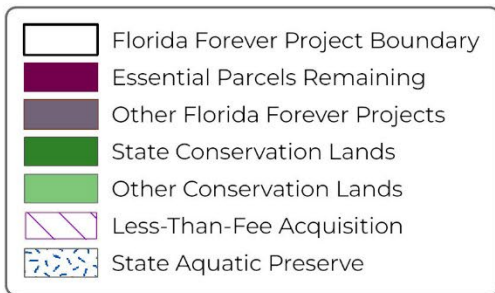 Florida Forever Project Boundary
Essential Parcels Remaining
Other Florida Forever Projects
State Conservation Lands
Other Conservation Lands
Less-Than-Fee Acquisition
State Aquatic Preserve